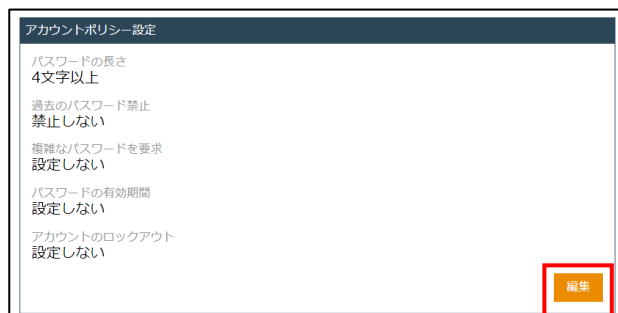 アカウントポリシー設定
パスワードの長さ
4文字以上
過去のパスワード禁止
禁止しない
複雑なパスワードを要求
設定しない
パスワードの有効期間
設定しない
アカウントのロックアウト
設定しない
編集